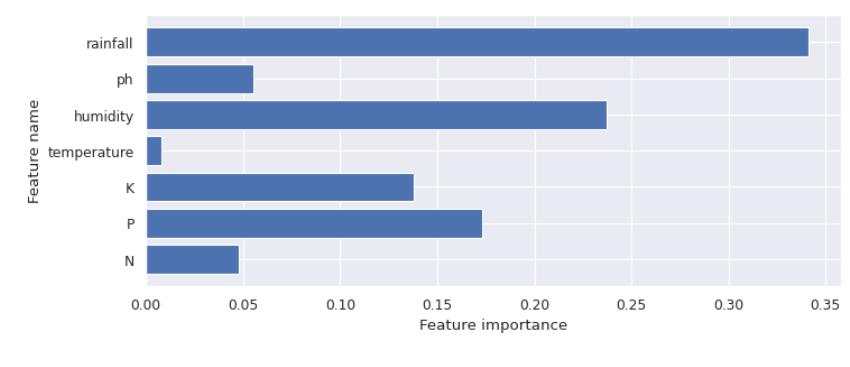 rainfall
ph
humidity
temperature
K
P
N
Feature name
0.00 0.05 0.10 0.15 0.20 0.25 0.30 0.35
Feature importance